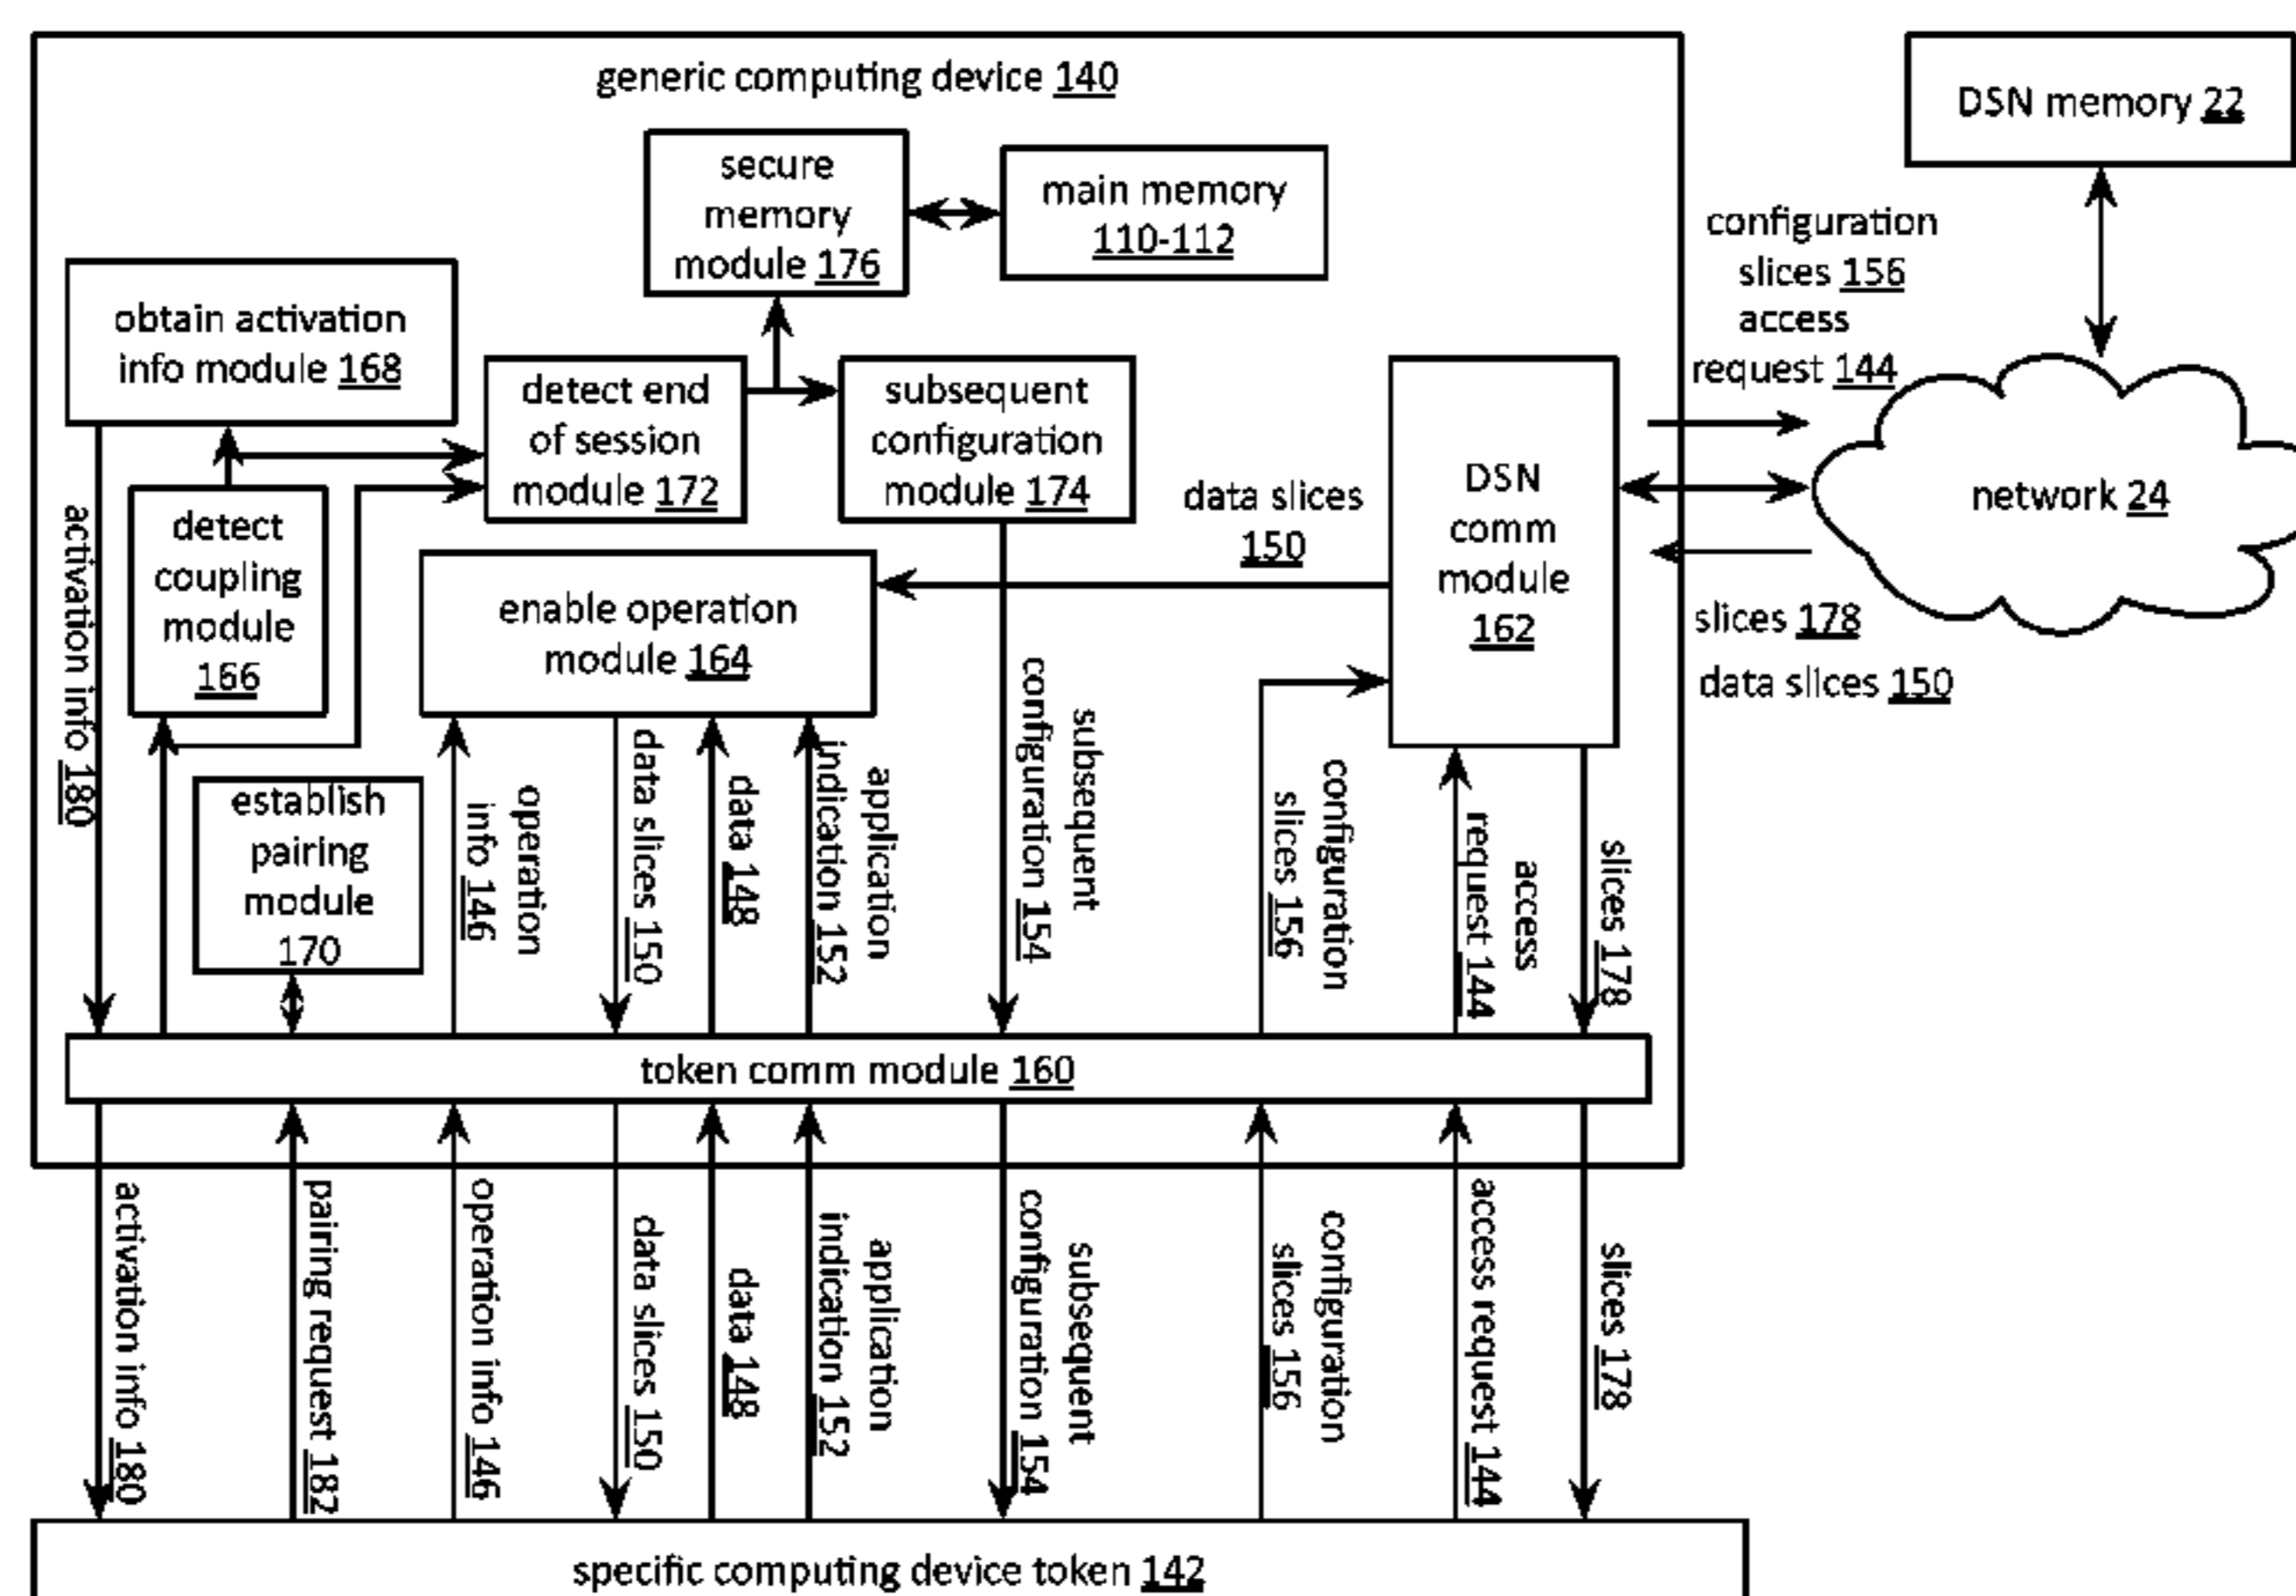 generic computing device 140
DSN memory 22
secure
memory
module 176
main memory
110-112
configuration
slices 156
access
request 144
obtain activation
info module 168
detect end
of session
module 172
subsequent
configuration
module 174
DSN
comm
module
162
network 24
data slices
150
detect
coupling
module
166
enable operation
module 164
slices 178
data slices 150
activation info 180
establish
pairing
module
170
operation
info 146
data slices 150
data 148
application
indication 152
subsequent
configuration 154
configuration
slices 156
access
request 144
slices 178
token comm module 160
activation info 180
pairing request 182
operation info 146
data slices 150
data 148
application
indication 152
subsequent
configuration 154
configuration
slices 156
access request 144
slices 178
specific computing device token 142